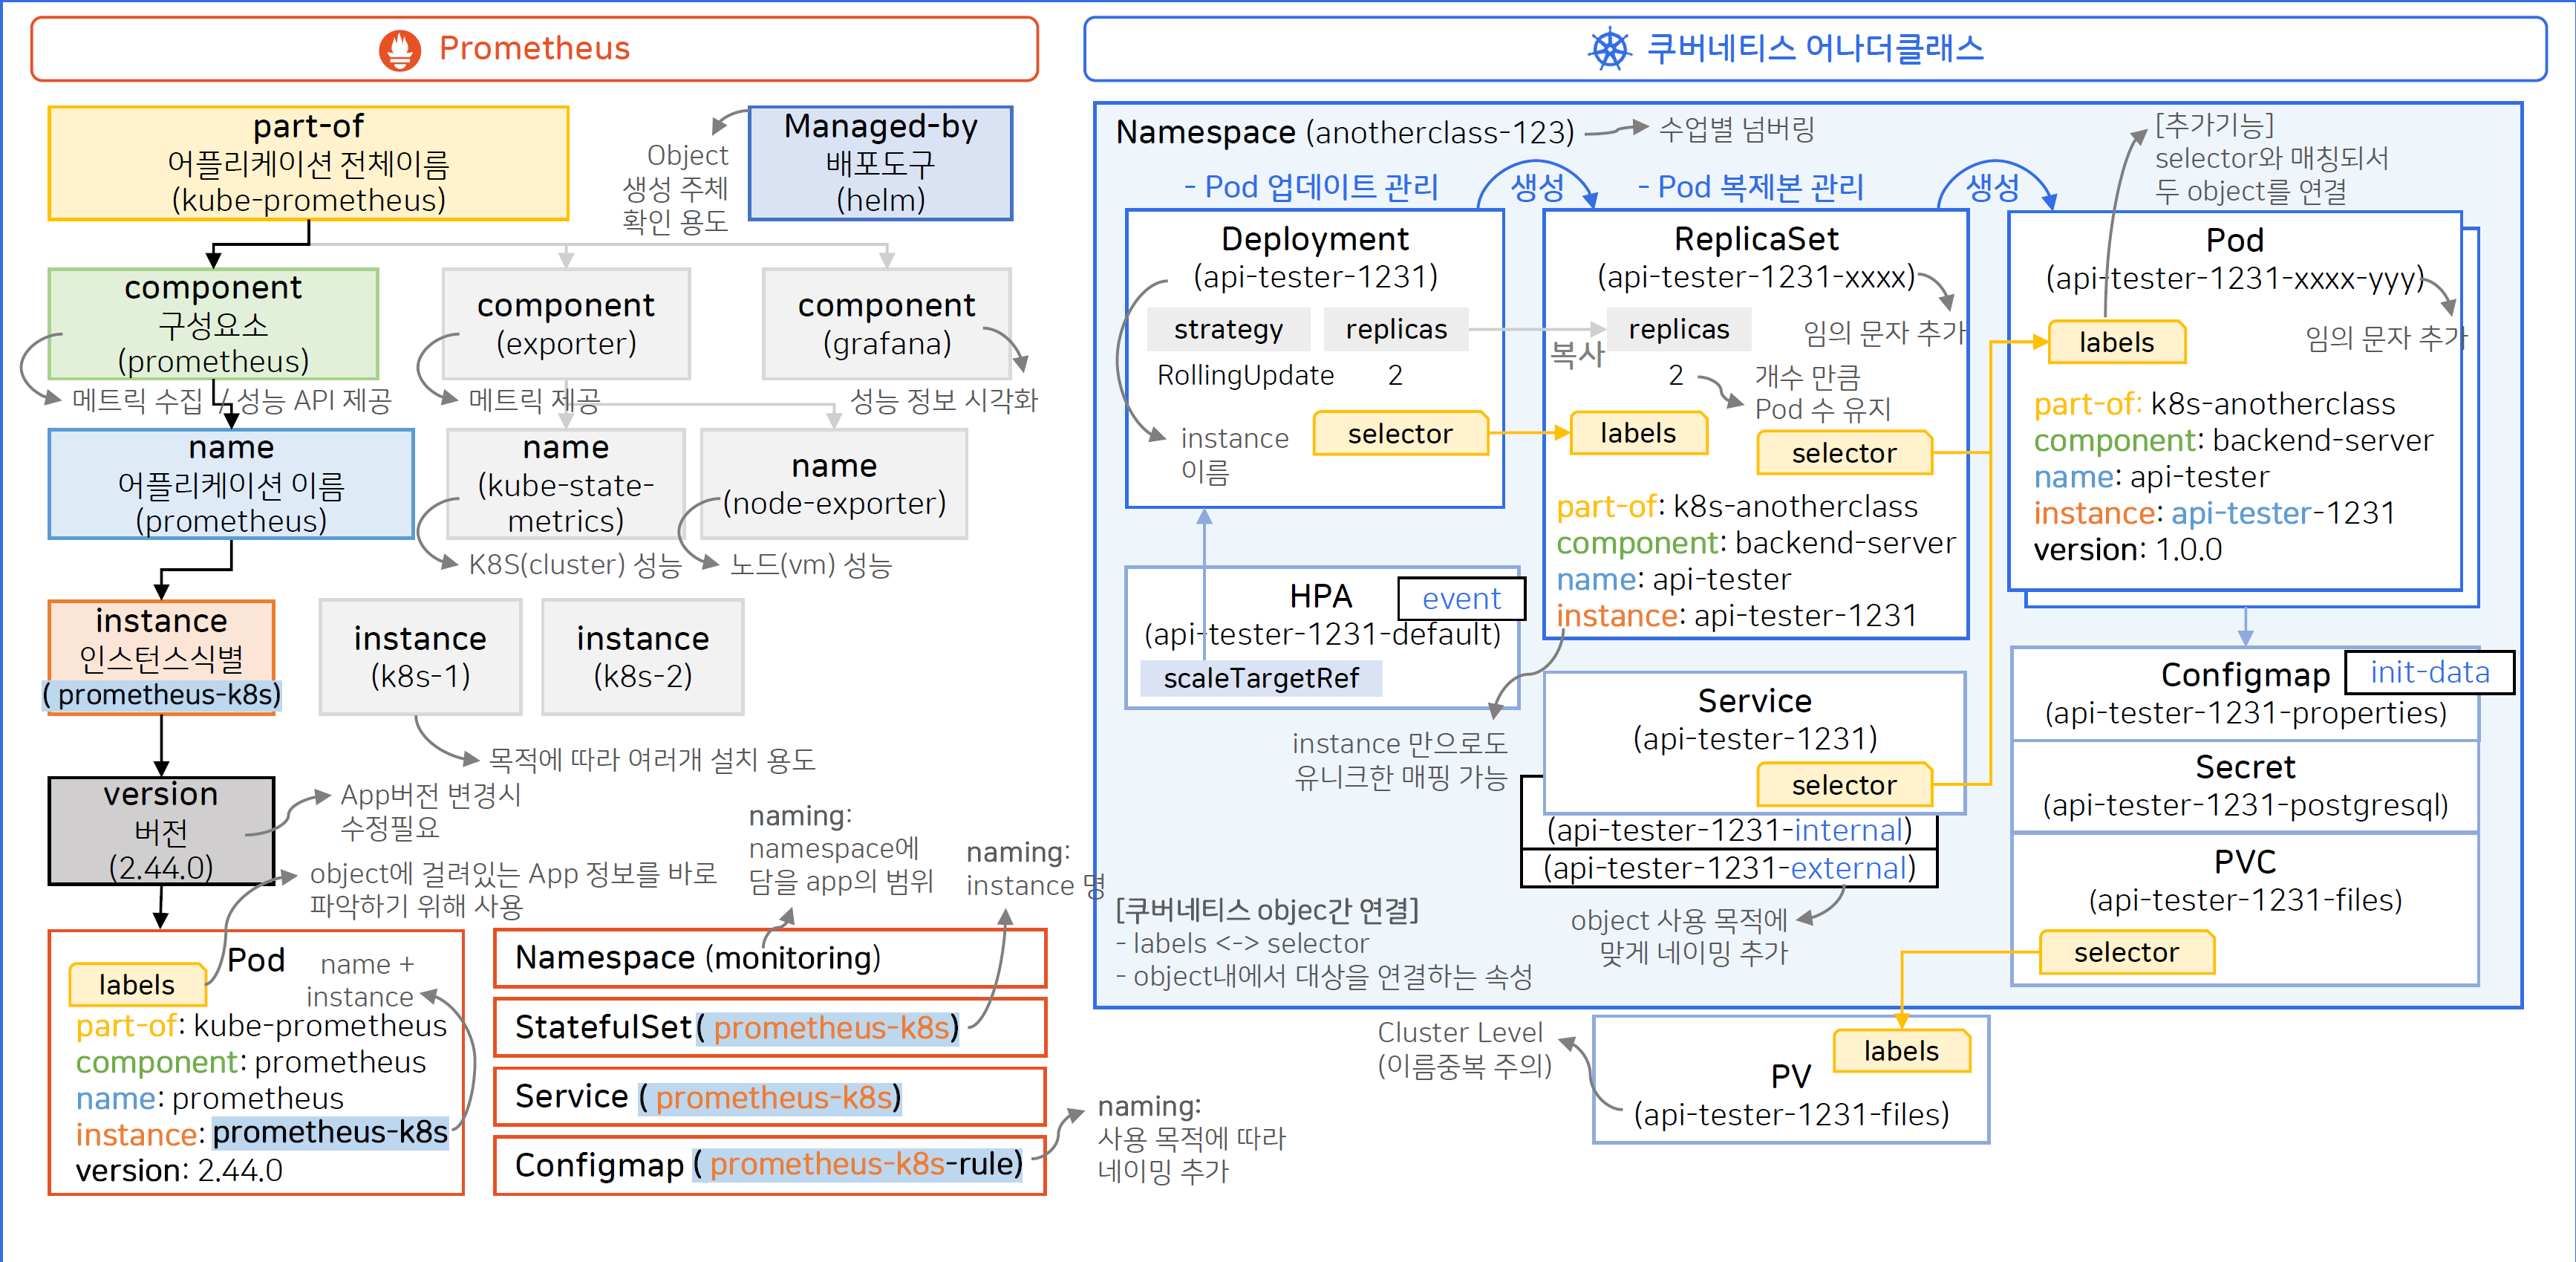 Prometheus
part-of
어플리케이션 전체이름
(kube-prometheus)
Object
생성 주체
확인 용도
Managed-by
배포도구
(helm)
component
구성요소
(prometheus)
메트릭 수집 / 성능 API 제공
component
(exporter)
메트릭 제공
component
(grafana)
성능 정보 시각화
name
어플리케이션 이름
(prometheus)
name
(kube-state-
metrics)
K8S(cluster) 성능
name
(node-exporter)
노드(vm) 성능
instance
인스턴스식별
( prometheus-k8s)
instance
(k8s-1)
instance
(k8s-2)
목적에 따라 여러개 설치 용도
version
버전
(2.44.0)
App버전 변경시
수정필요
object에 걸려있는 App 정보를 바로
파악하기 위해 사용
naming:
namespace에
담을 app의 범위
naming:
instance 명
Pod
labels
name +
instance
part-of: kube-prometheus
component: prometheus
name: prometheus
instance: prometheus-k8s
version: 2.44.0
Namespace (monitoring)
StatefulSet( prometheus-k8s)
Service ( prometheus-k8s)
Configmap ( prometheus-k8s-rule)
naming:
사용 목적에 따라
네이밍 추가
쿠버네티스 어나더클래스
Namespace (anotherclass-123)
수업별 넘버링
- Pod 업데이트 관리
생성
- Pod 복제본 관리
생성
[추가기능]
selector와 매칭되서
두 object를 연결
Deployment
(api-tester-1231)
strategy
replicas
RollingUpdate
2
instance
이름
selector
복사
ReplicaSet
(api-tester-1231-xxxx)
replicas
임의 문자 추가
2
개수 만큼
Pod 수 유지
labels
selector
part-of: k8s-anotherclass
component: backend-server
name: api-tester
instance: api-tester-1231
Pod
(api-tester-1231-xxxx-yyy)
labels
임의 문자 추가
part-of: k8s-anotherclass
component: backend-server
name: api-tester
instance: api-tester-1231
version: 1.0.0
HPA
event
(api-tester-1231-default)
scaleTargetRef
instance 만으로도
유니크한 매핑 가능
Service
(api-tester-1231)
selector
(api-tester-1231-internal)
(api-tester-1231-external)
object 사용 목적에
맞게 네이밍 추가
Configmap
init-data
(api-tester-1231-properties)
Secret
(api-tester-1231-postgresql)
PVC
(api-tester-1231-files)
selector
[쿠버네티스 objec간 연결]
- labels <-> selector
- object내에서 대상을 연결하는 속성
Cluster Level
(이름중복 주의)
labels
PV
(api-tester-1231-files)